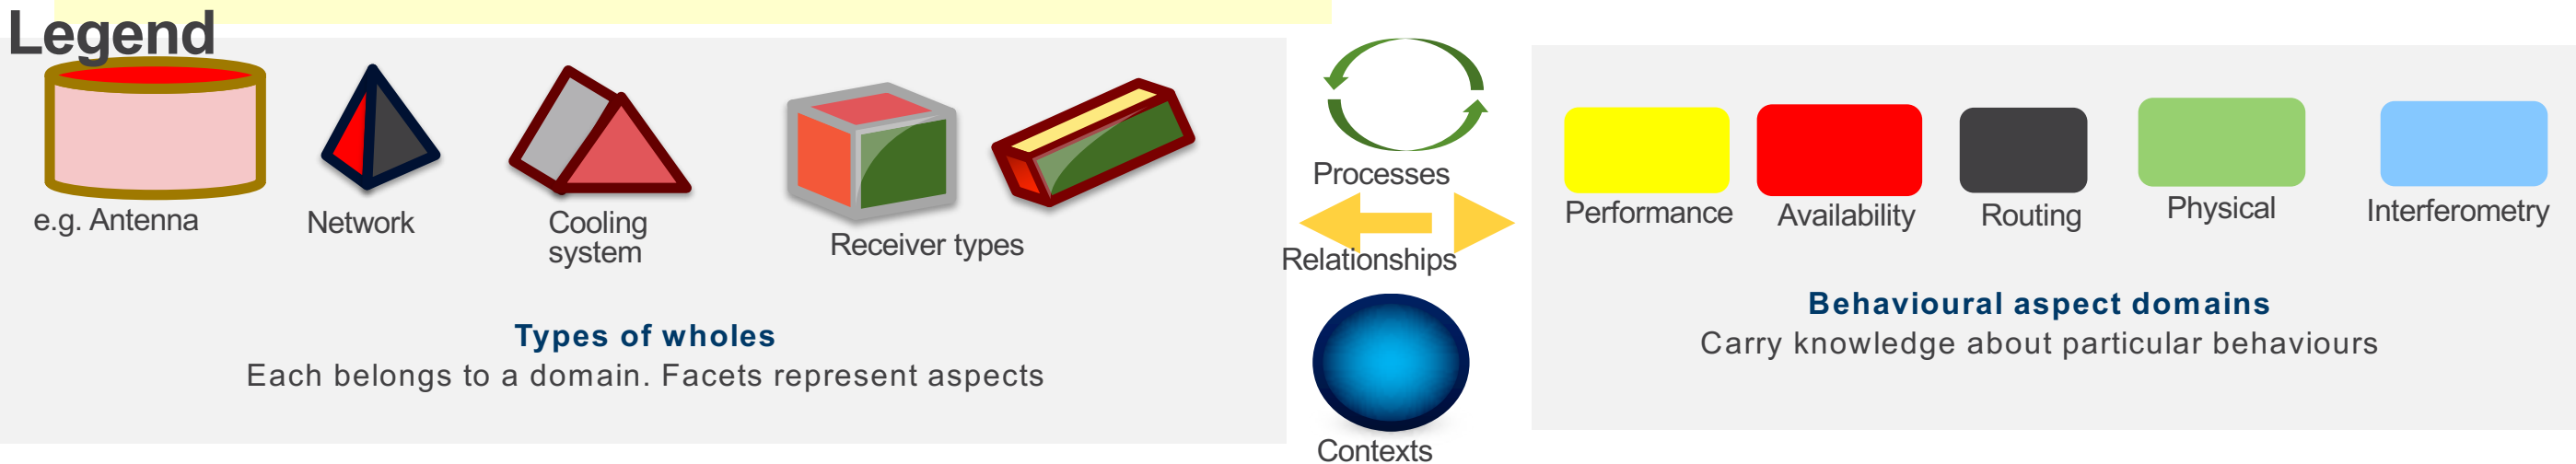 Legend
e.g. Antenna
Network
Cooling
system
Receiver types
Types of wholes
Each belongs to a domain. Facets represent aspects
Processes
Relationships
Contexts
Performance
Availability
Routing
Physical
Interferometry
Behavioural aspect domains
Carry knowledge about particular behaviours